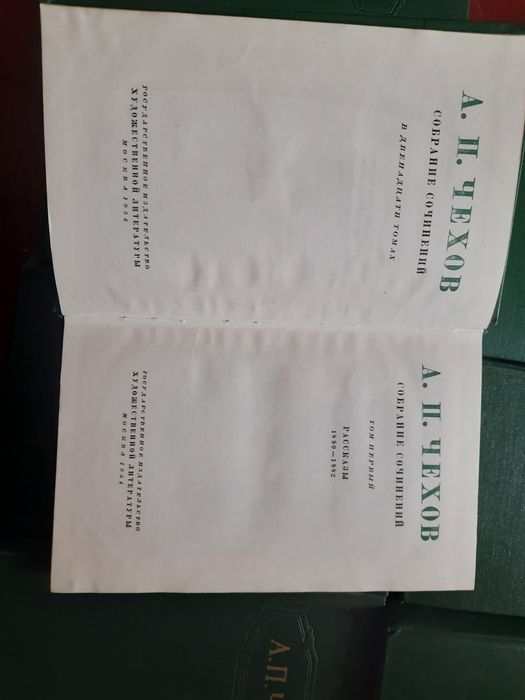 А. П. ЧЕХОВ
СОБРАНИЕ СОЧИНЕНИЙ
В ДВЕНАДЦАТИ ТОМАХ
ГОСУДАРСТВЕННОЕ ИЗДАТЕЛЬСТВО
ХУДОЖЕСТВЕННОЙ ЛИТЕРАТУРЫ
МОСКВА 1954
А. П. ЧЕХОВ
СОБРАНИЕ СОЧИНЕНИЙ
ТОМ ПЕРВЫЙ
РАССКАЗЫ
1880—1882
ГОСУДАРСТВЕННОЕ ИЗДАТЕЛЬСТВО
ХУДОЖЕСТВЕННОЙ ЛИТЕРАТУРЫ
МОСКВА 1954
А.П.Ч